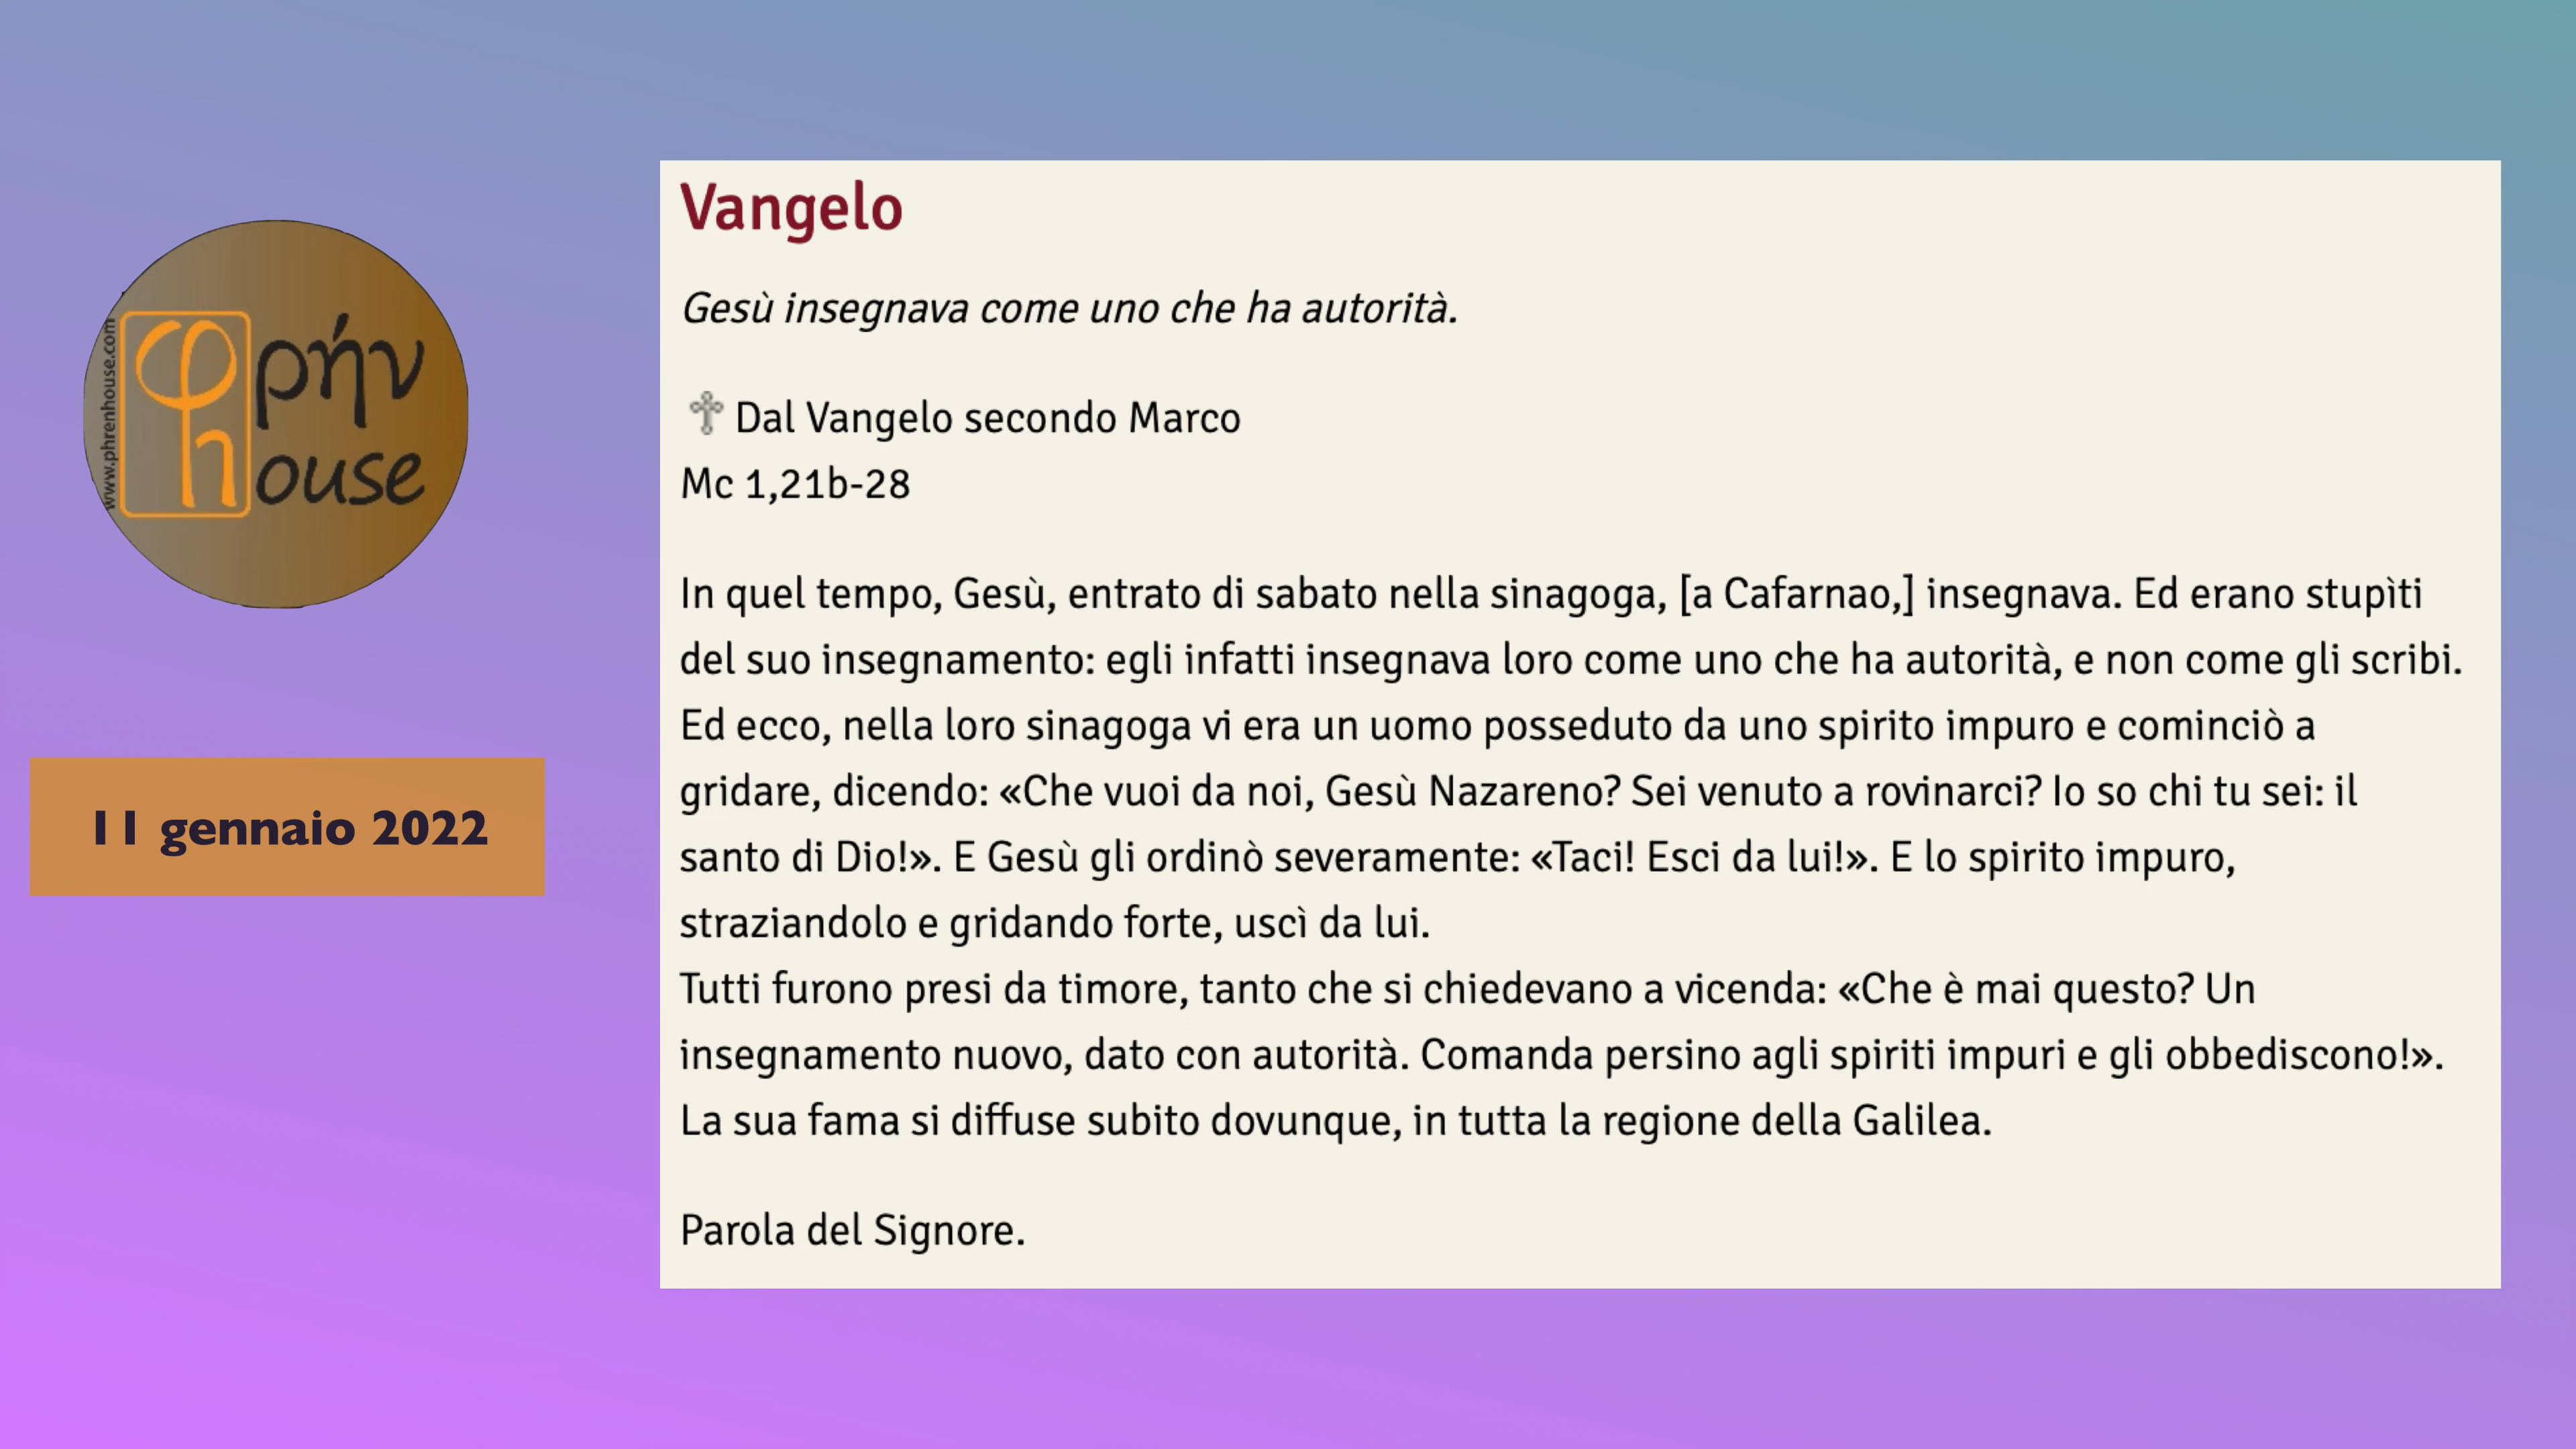 www.phrenhouse.com
φρήν
house
11 gennaio 2022
Vangelo
Gesù insegnava come uno che ha autorità.
Dal Vangelo secondo Marco
Mc 1,21b-28
In quel tempo, Gesù, entrato di sabato nella sinagoga, [a Cafarnao,] insegnava. Ed erano stupìti
del suo insegnamento: egli infatti insegnava loro come uno che ha autorità, e non come gli scribi.
Ed ecco, nella loro sinagoga vi era un uomo posseduto da uno spirito impuro e cominciò a
gridare, dicendo: «Che vuoi da noi, Gesù Nazareno? Sei venuto a rovinarci? Io so chi tu sei: il
santo di Dio!». E Gesù gli ordinò severamente: «Taci! Esci da lui!». E lo spirito impuro,
straziandolo e gridando forte, uscì da lui.
Tutti furono presi da timore, tanto che si chiedevano a vicenda: «Che è mai questo? Un
insegnamento nuovo, dato con autorità. Comanda persino agli spiriti impuri e gli obbediscono!».
La sua fama si diffuse subito dovunque, in tutta la regione della Galilea.
Parola del Signore.